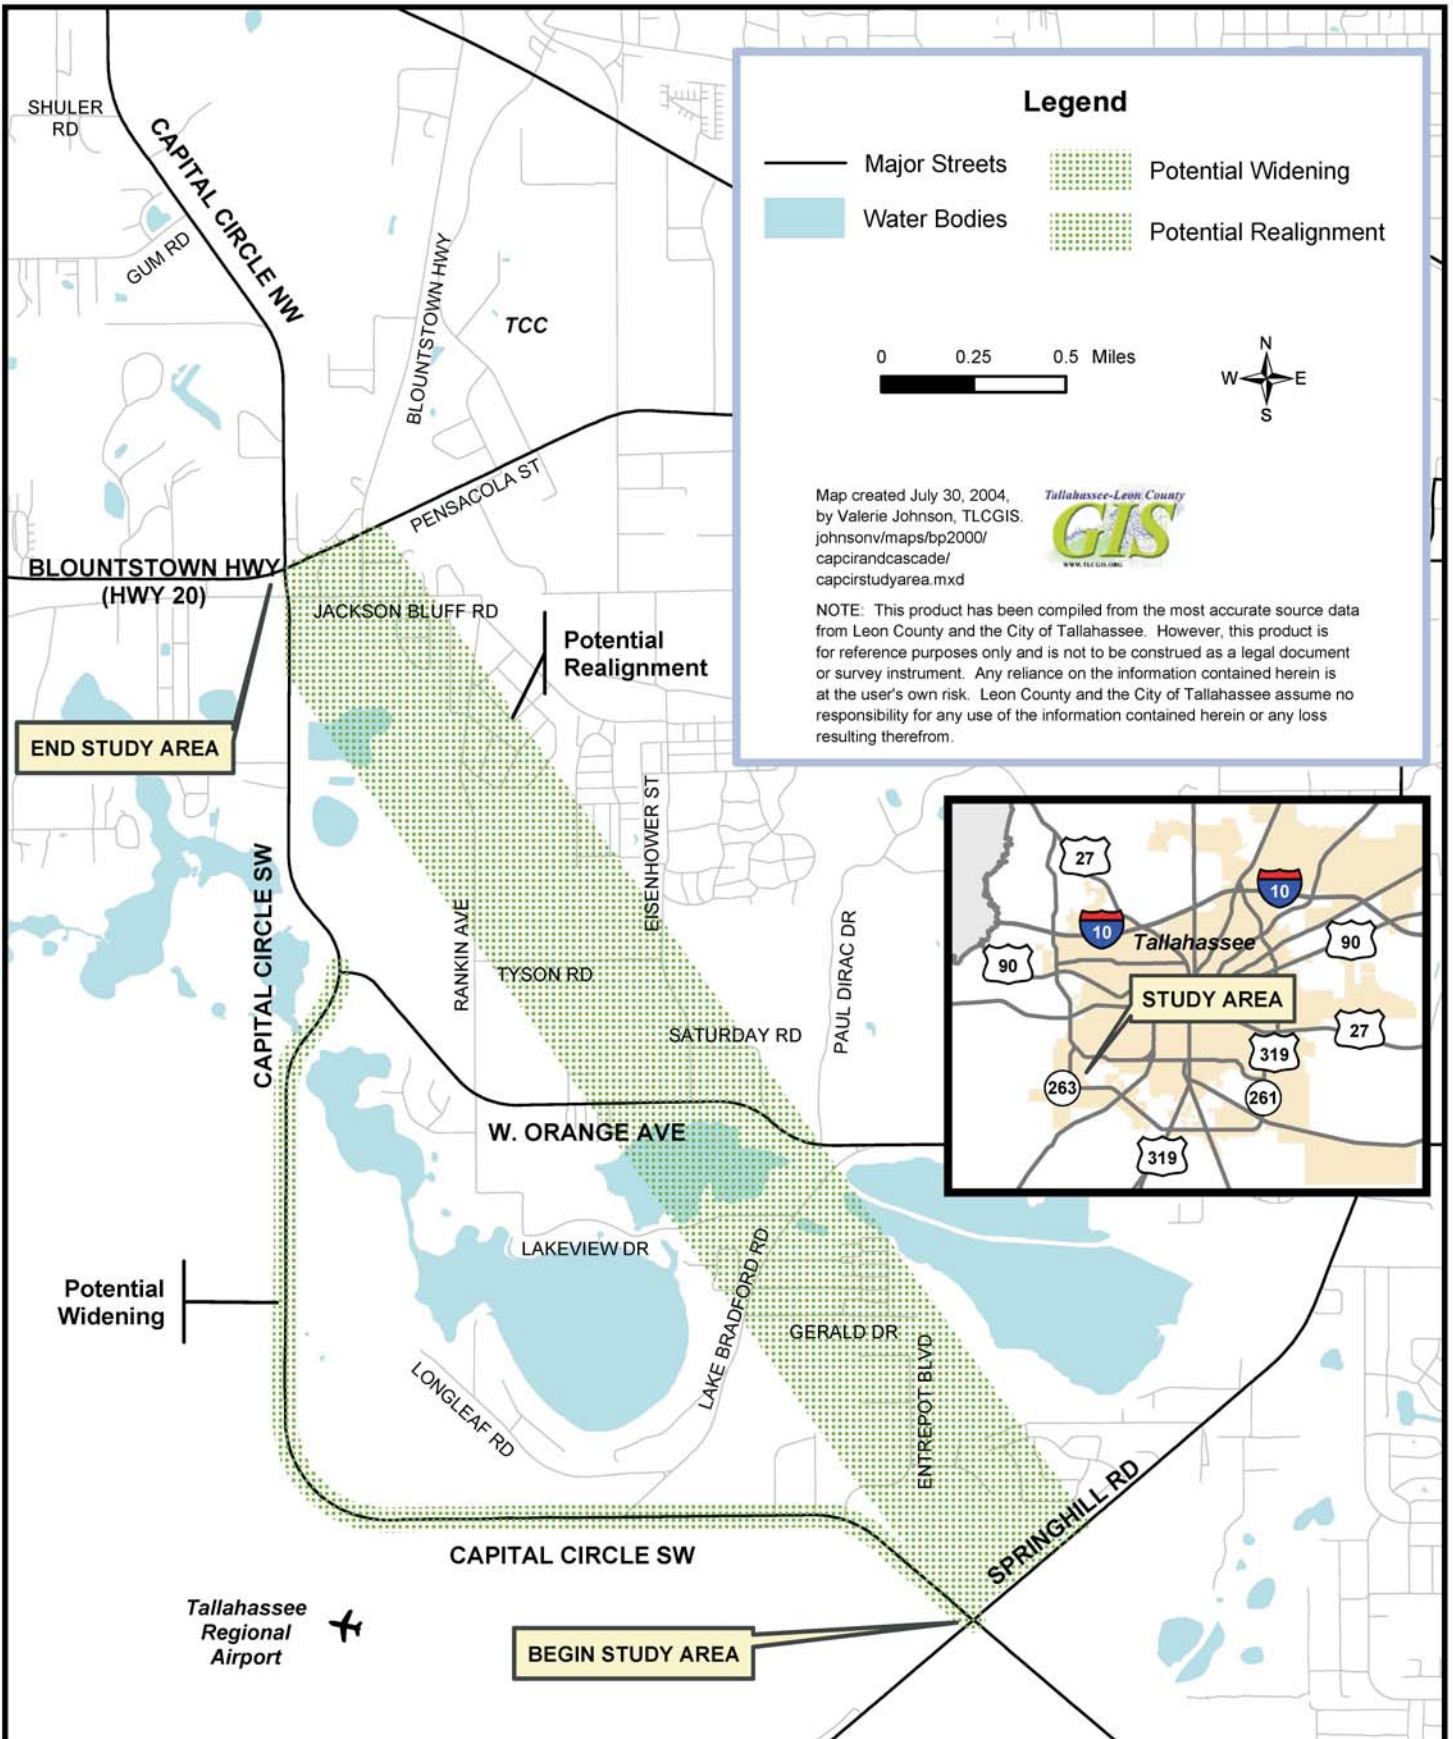 SHULER
RD
CAPITAL CIRCLE NW
GUM RD
BLOUNTSTOWN HWY
TCC
PENSACOLA ST
BLOUNTSTOWN HWY
(HWY 20)
JACKSON BLUFF RD
Potential
Realignment
END STUDY AREA
EISENHOWER ST
CAPITAL CIRCLE SW
RANKIN AVE
TYSON RD
PAUL DIRAC DR
SATURDAY RD
W. ORANGE AVE
LAKEVIEW DR
LAKE BRADFORD RD
Potential
Widening
GERALD DR
ENTREPOT BLVD
LONGLEAF RD
SPRINGHILL RD
CAPITAL CIRCLE SW
Tallahassee
Regional
Airport
BEGIN STUDY AREA
Legend
Major Streets
Potential Widening
Water Bodies
Potential Realignment
0 0.25 0.5 Miles
N
W E
S
Map created July 30, 2004,
by Valerie Johnson, TLCGIS.
johnsonv/maps/bp2000/
capcirandcascade/
capcirstudyarea.mxd
Tallahassee-Leon County
GIS
WWW.TLCGIS.ORG
NOTE: This product has been compiled from the most accurate source data
from Leon County and the City of Tallahassee. However, this product is
for reference purposes only and is not to be construed as a legal document
or survey instrument. Any reliance on the information contained herein is
at the user's own risk. Leon County and the City of Tallahassee assume no
responsibility for any use of the information contained herein or any loss
resulting therefrom.
27
10
10
Tallahassee
90
90
STUDY AREA
27
319
263
261
319